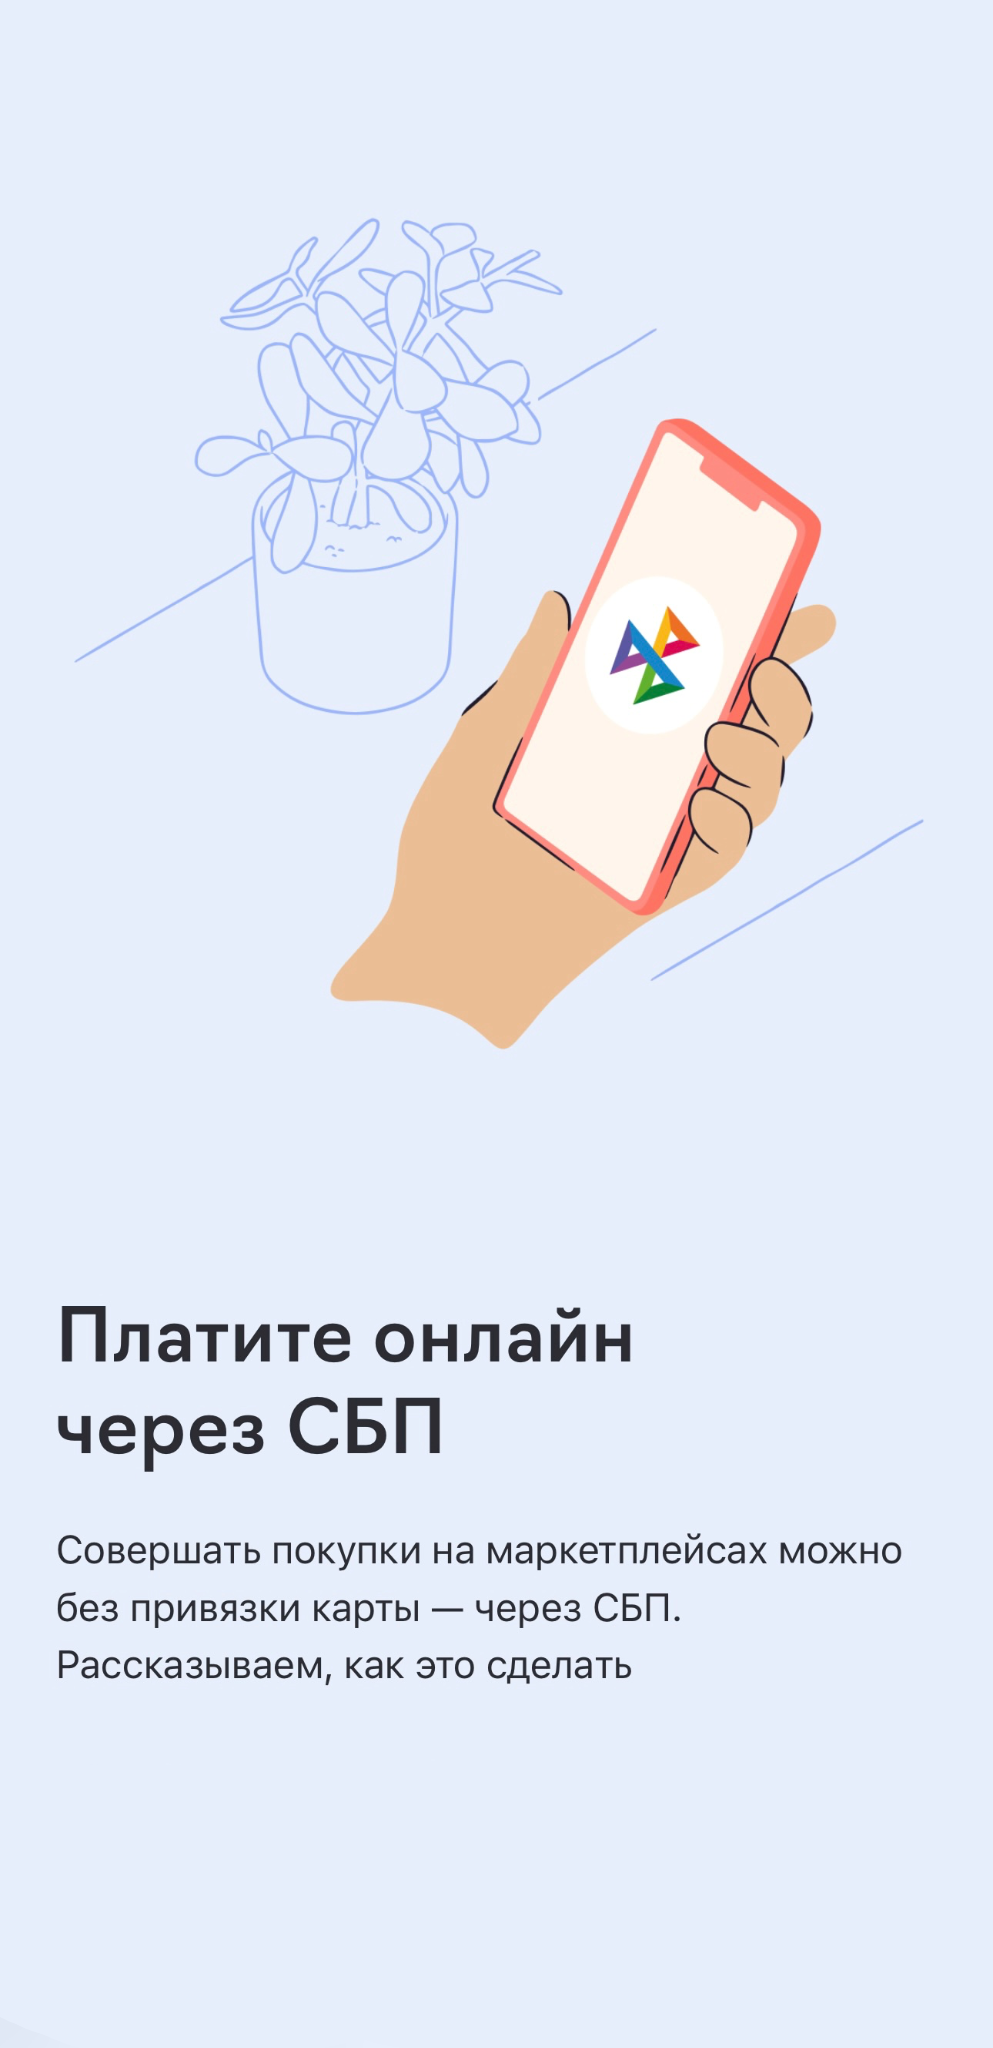 Платите онлайн
через СБП
Совершать покупки на маркетплейсах можно
без привязки карты — через СБП.
Рассказываем, как это сделать